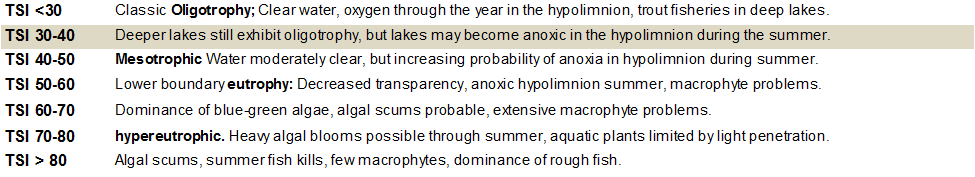 TSI <30 Classic Oligotrophy; Clear water, oxygen through the year in the hypolimnion, trout fisheries in deep lakes.
TSI 30-40 Deeper lakes still exhibit oligotrophy, but lakes may become anoxic in the hypolimnion during the summer.
TSI 40-50 Mesotrophic Water moderately clear, but increasing probability of anoxia in hypolimnion during summer.
TSI 50-60 Lower boundary eutrophy: Decreased transparency, anoxic hypolimnion summer, macrophyte problems.
TSI 60-70 Dominance of blue-green algae, algal scums probable, extensive macrophyte problems.
TSI 70-80 hypereutrophic. Heavy algal blooms possible through summer, aquatic plants limited by light penetration.
TSI > 80 Algal scums, summer fish kills, few macrophytes, dominance of rough fish.